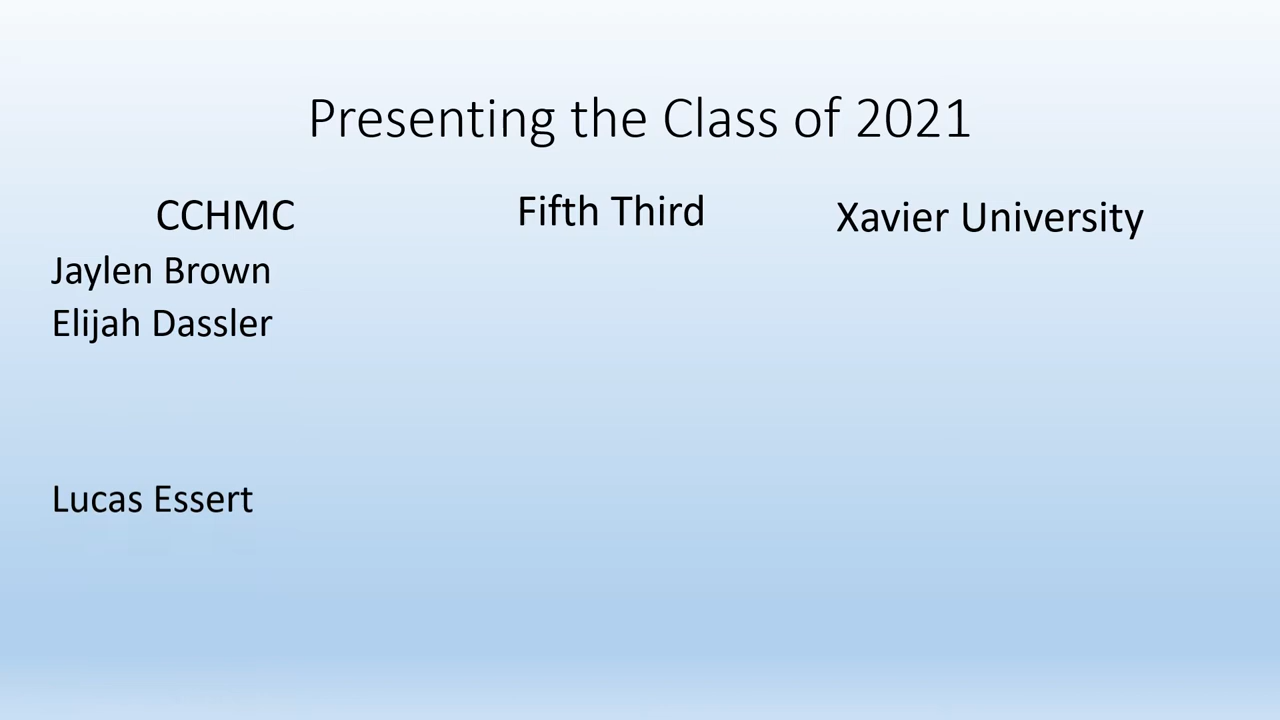 Presenting the Class of 2021
CCHMC
Fifth Third
Xavier University
Jaylen Brown
Elijah Dassler
Lucas Essert